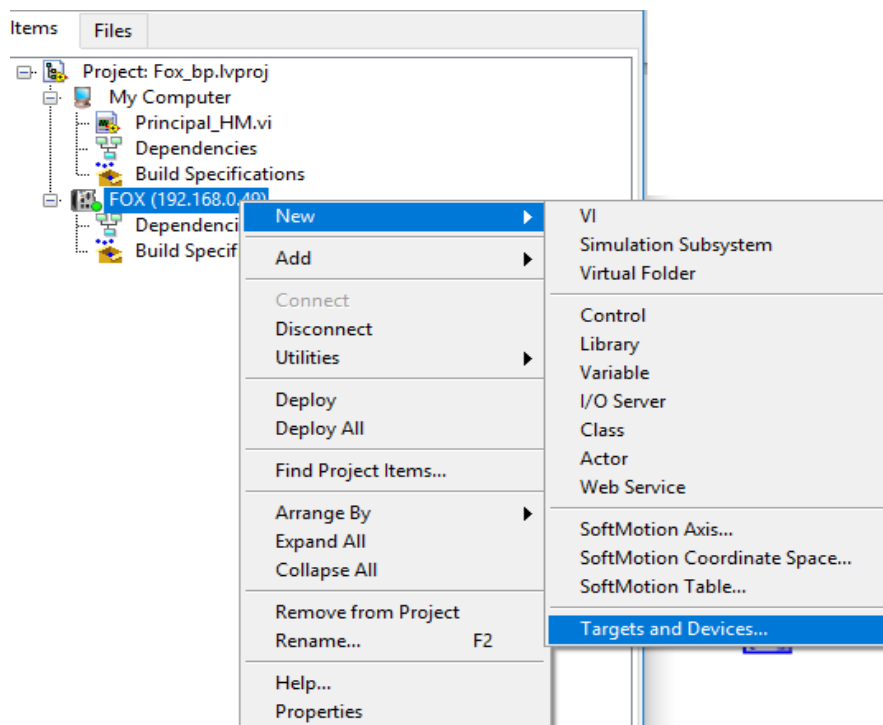 Items Files
Project: Fox_bp.lvproj
My Computer
Principal_HM.vi
Dependencies
Build Specifications
FOX (192.168.0.49)
Dependenci
Build Specif
New
Add
Connect
Disconnect
Utilities
Deploy
Deploy All
Find Project Items...
Arrange By
Expand All
Collapse All
Remove from Project
Rename... F2
Help...
Properties
VI
Simulation Subsystem
Virtual Folder
Control
Library
Variable
I/O Server
Class
Actor
Web Service
SoftMotion Axis...
SoftMotion Coordinate Space...
SoftMotion Table...
Targets and Devices...